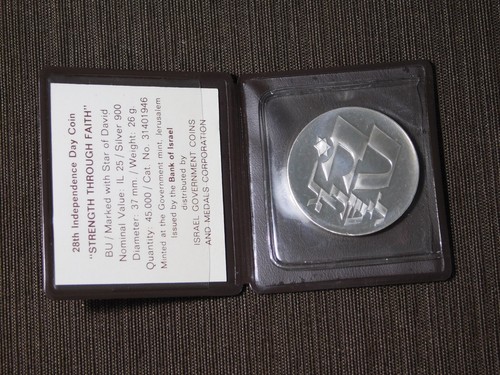 28th Independence Day Coin
"STRENGTH THROUGH FAITH"
BU / Marked with Star of David
Nominal Value: IL 25 / Silver 900
Diameter: 37 mm. / Weight: 26 g.
Quantity: 45.000 / Cat. No. 31401946
Minted at the Government mint, Jerusalem
Issued by the Bank of Israel
distributed by
ISRAEL GOVERNMENT COINS
AND MEDALS CORPORATION